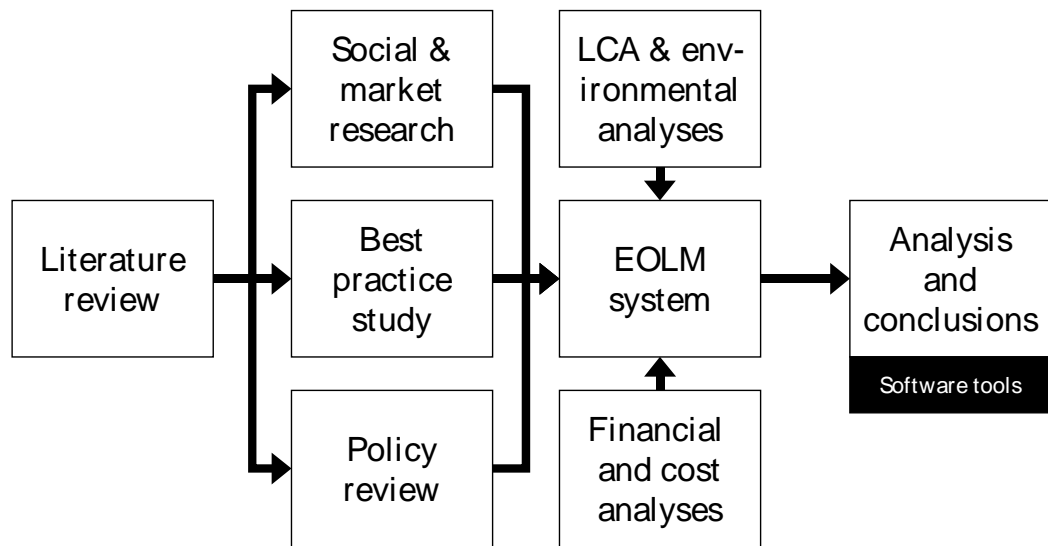 Literature
review
Social &
market
research
Best
practice
study
Policy
review
LCA & env-
ironmental
analyses
EOLM
system
Financial
and cost
analyses
Analysis
and
conclusions
Software tools